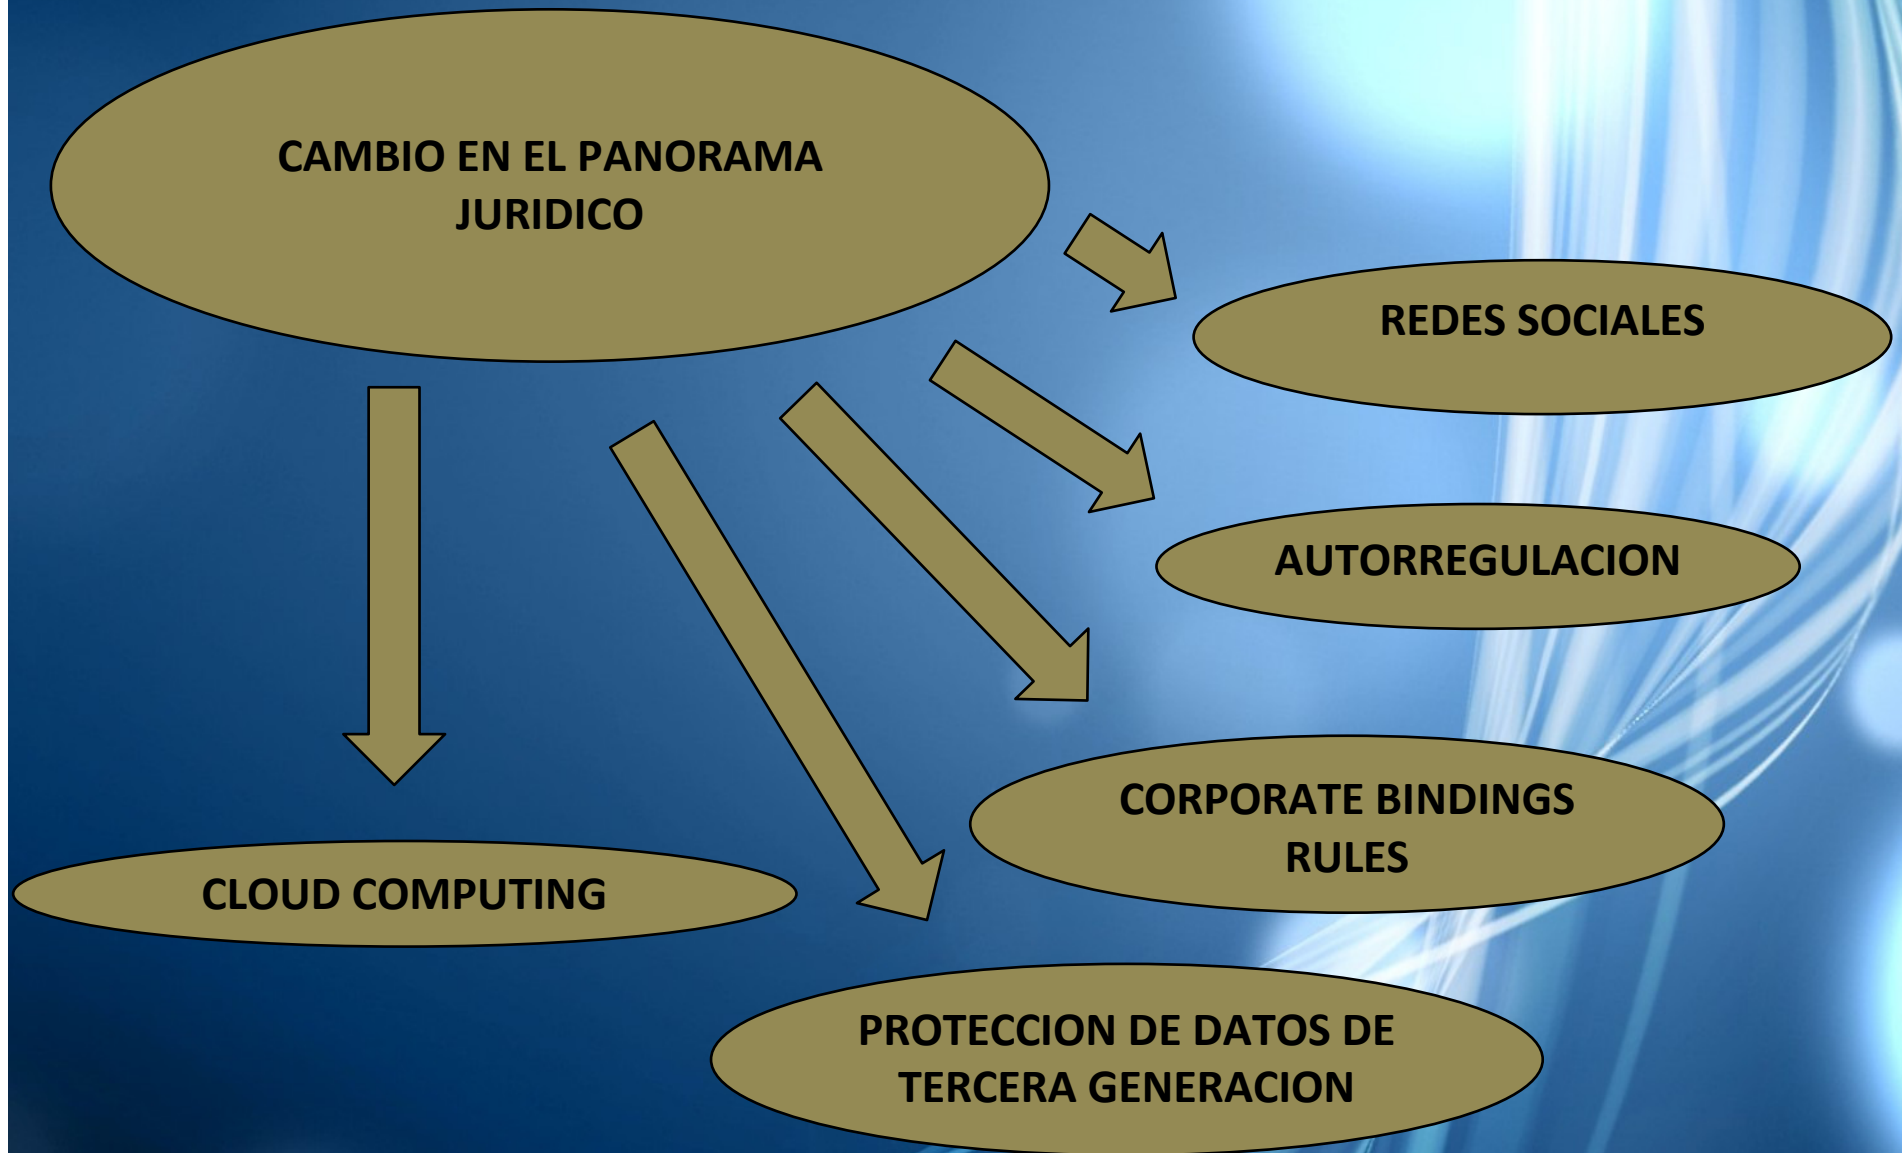 CAMBIO EN EL PANORAMA
JURIDICO
REDES SOCIALES
AUTORREGULACION
CORPORATE BINDINGS
RULES
CLOUD COMPUTING
PROTECCION DE DATOS DE
TERCERA GENERACION